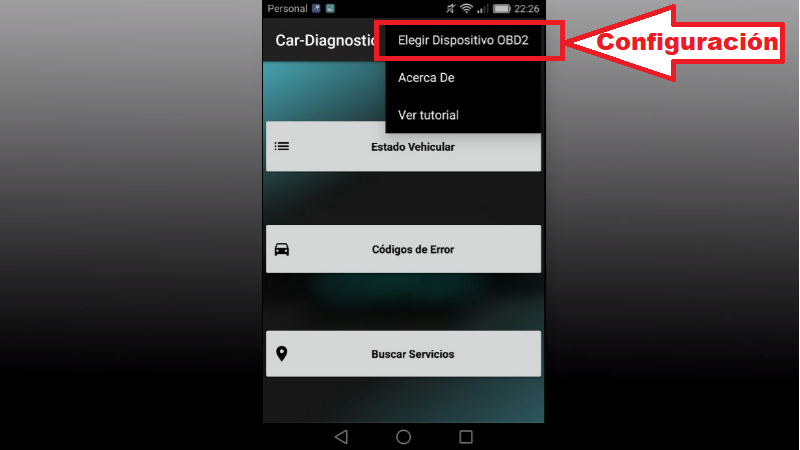 Personal 22:26
Car-Diagnostic
Elegir Dispositivo OBD2
Configuración
Acerca De
Ver tutorial
Estado Vehicular
Códigos de Error
Buscar Servicios